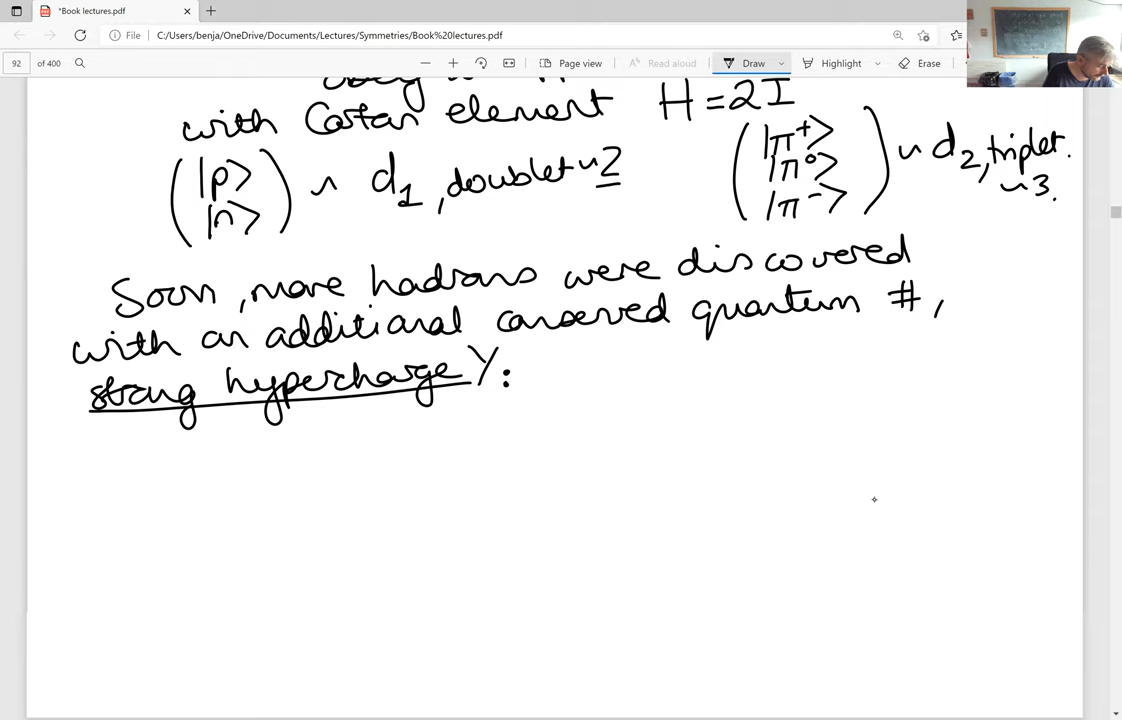 *Book lectures.pdf
File C:/Users/benja/OneDrive/Documents/Lectures/Symmetries/Book%20lectures.pdf
92 of 400 Page view Read aloud Draw Highlight Erase
with Cartan element H = 2I
(|p> |n>) ~ d1, doublet ~ 2 (|π+> |π0> |π->) ~ d2, triplet. ~ 3.
Soon, more hadrons were discovered
with an additional conserved quantum #,
strong hypercharge Y: